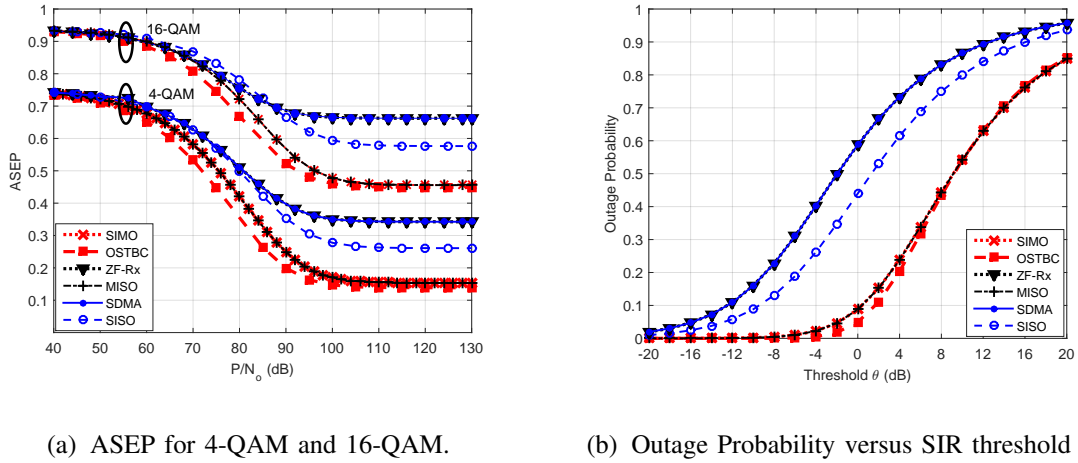 1
0.9
0.8
0.7
0.6
0.5
0.4
0.3
0.2
0.1
ASEP
16-QAM
4-QAM
SIMO
OSTBC
ZF-Rx
MISO
SDMA
SISO
40 50 60 70 80 90 100 110 120 130
P/N_o (dB)
(a) ASEP for 4-QAM and 16-QAM.
1
0.9
0.8
0.7
0.6
0.5
0.4
0.3
0.2
0.1
0
Outage Probability
SIMO
OSTBC
ZF-Rx
MISO
SDMA
SISO
-20 -16 -12 -8 -4 0 4 8 12 16 20
Threshold θ (dB)
(b) Outage Probability versus SIR threshold